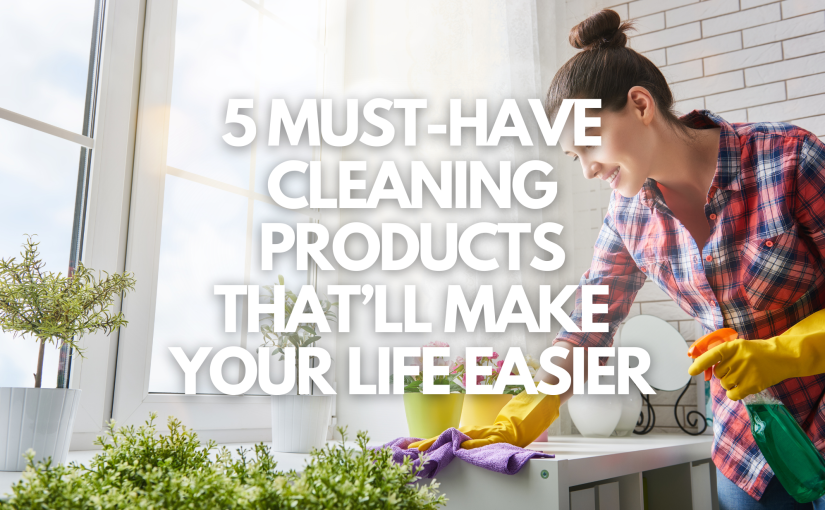 5 MUST-HAVE
CLEANING
PRODUCTS
THAT’LL MAKE
YOUR LIFE EASIER